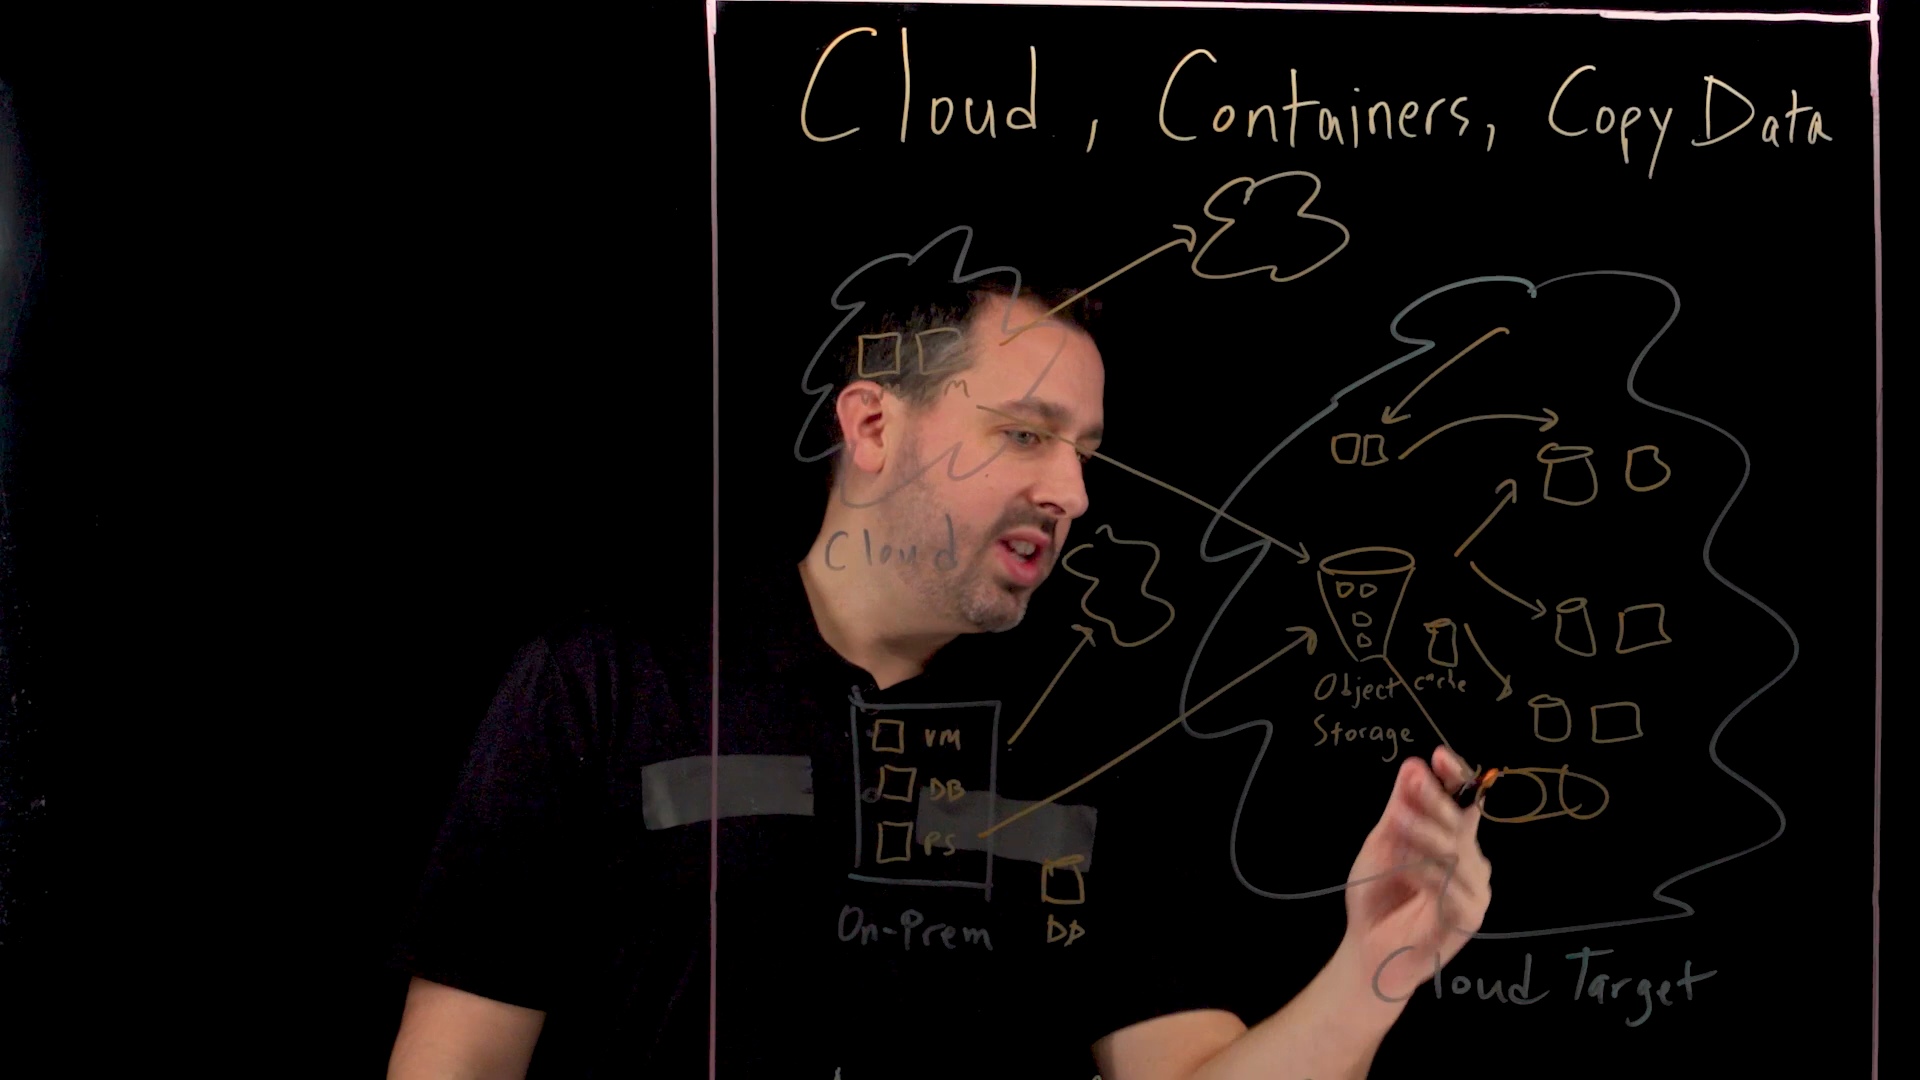 Cloud, Containers, Copy Data
Cloud
VM
DB
PS
On-Prem
DD
Object
Storage
cache
Cloud Target